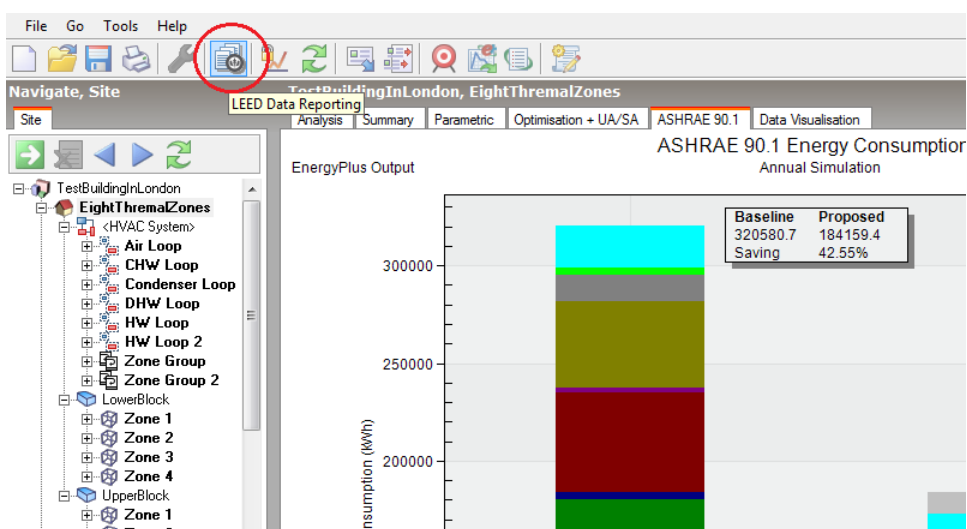 File Go Tools Help
Navigate, Site
TestBuildingInLondon, EightThremalZones
LEED Data Reporting
Site
Analysis Summary Parametric Optimisation + UA/SA ASHRAE 90.1 Data Visualisation
ASHRAE 90.1 Energy Consumption
EnergyPlus Output
Annual Simulation
TestBuildingInLondon
EightThremalZones
<HVAC System>
Air Loop
CHW Loop
Condenser Loop
DHW Loop
HW Loop
HW Loop 2
Zone Group
Zone Group 2
LowerBlock
Zone 1
Zone 2
Zone 3
Zone 4
UpperBlock
Zone 1
Baseline Proposed
320580.7 184159.4
Saving 42.55%
300000
250000
200000
nsumption (kWh)